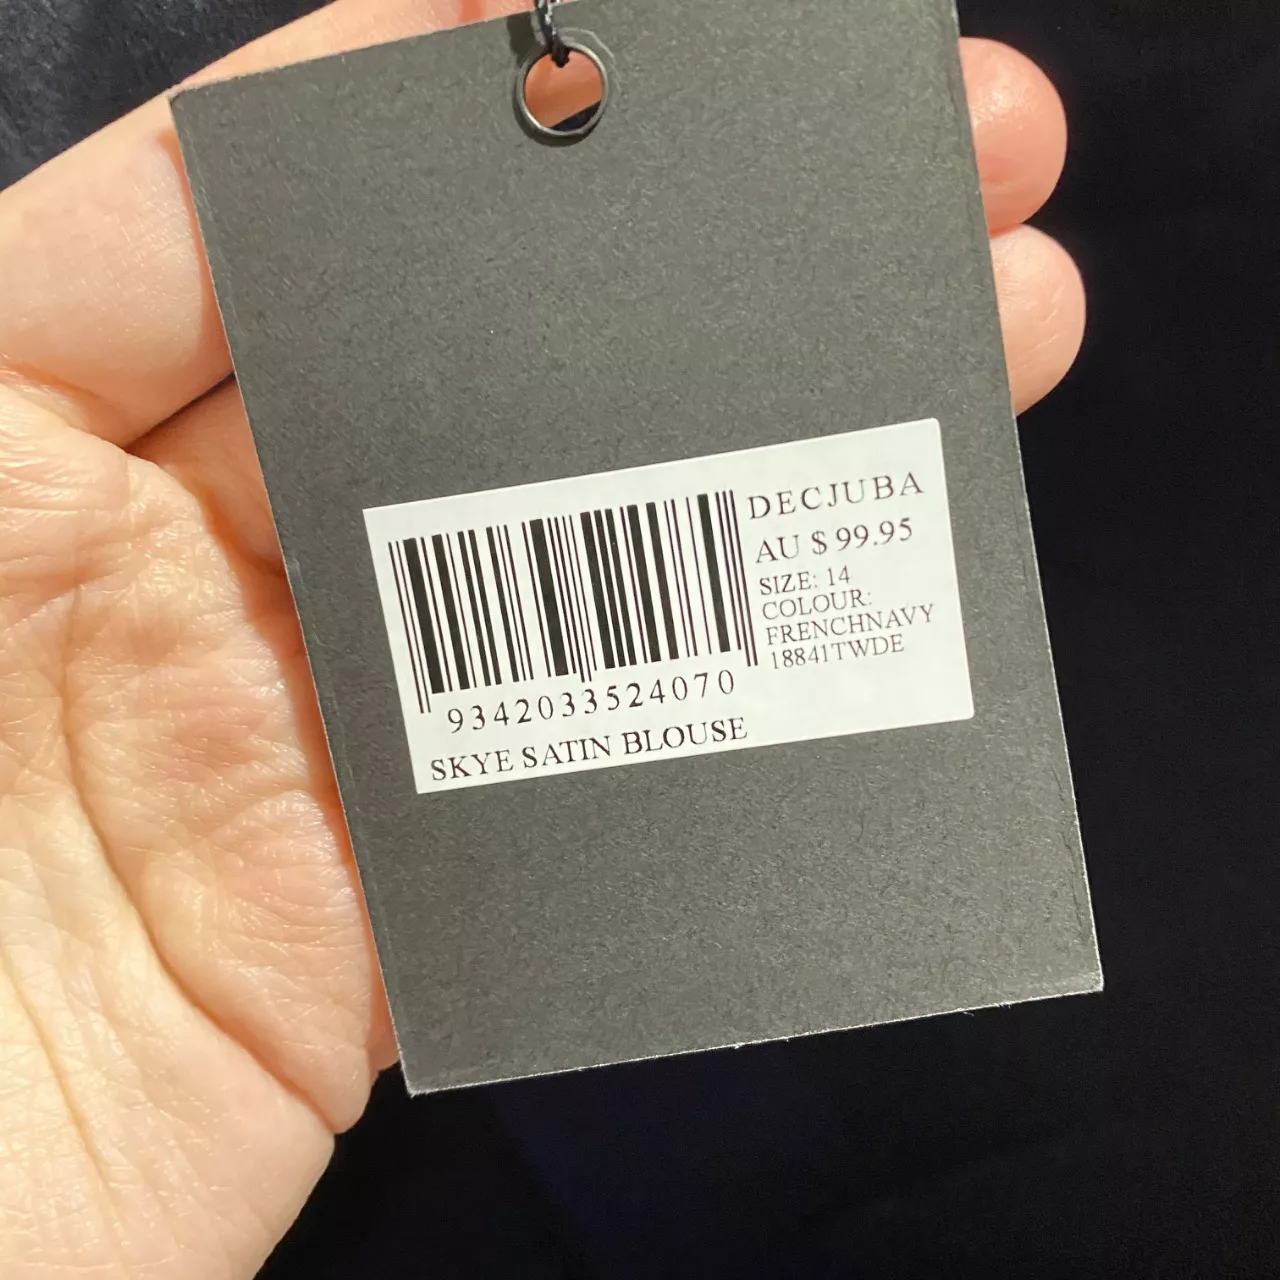 DECJUBA
AU $ 99.95
SIZE: 14
COLOUR:
FRENCHNAVY
18841TWDE
9342033524070
SKYE SATIN BLOUSE